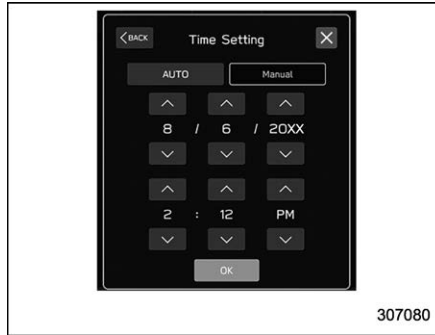 BACK Time Setting
AUTO Manual
8 / 6 / 20XX
2 : 12 PM
OK
307080